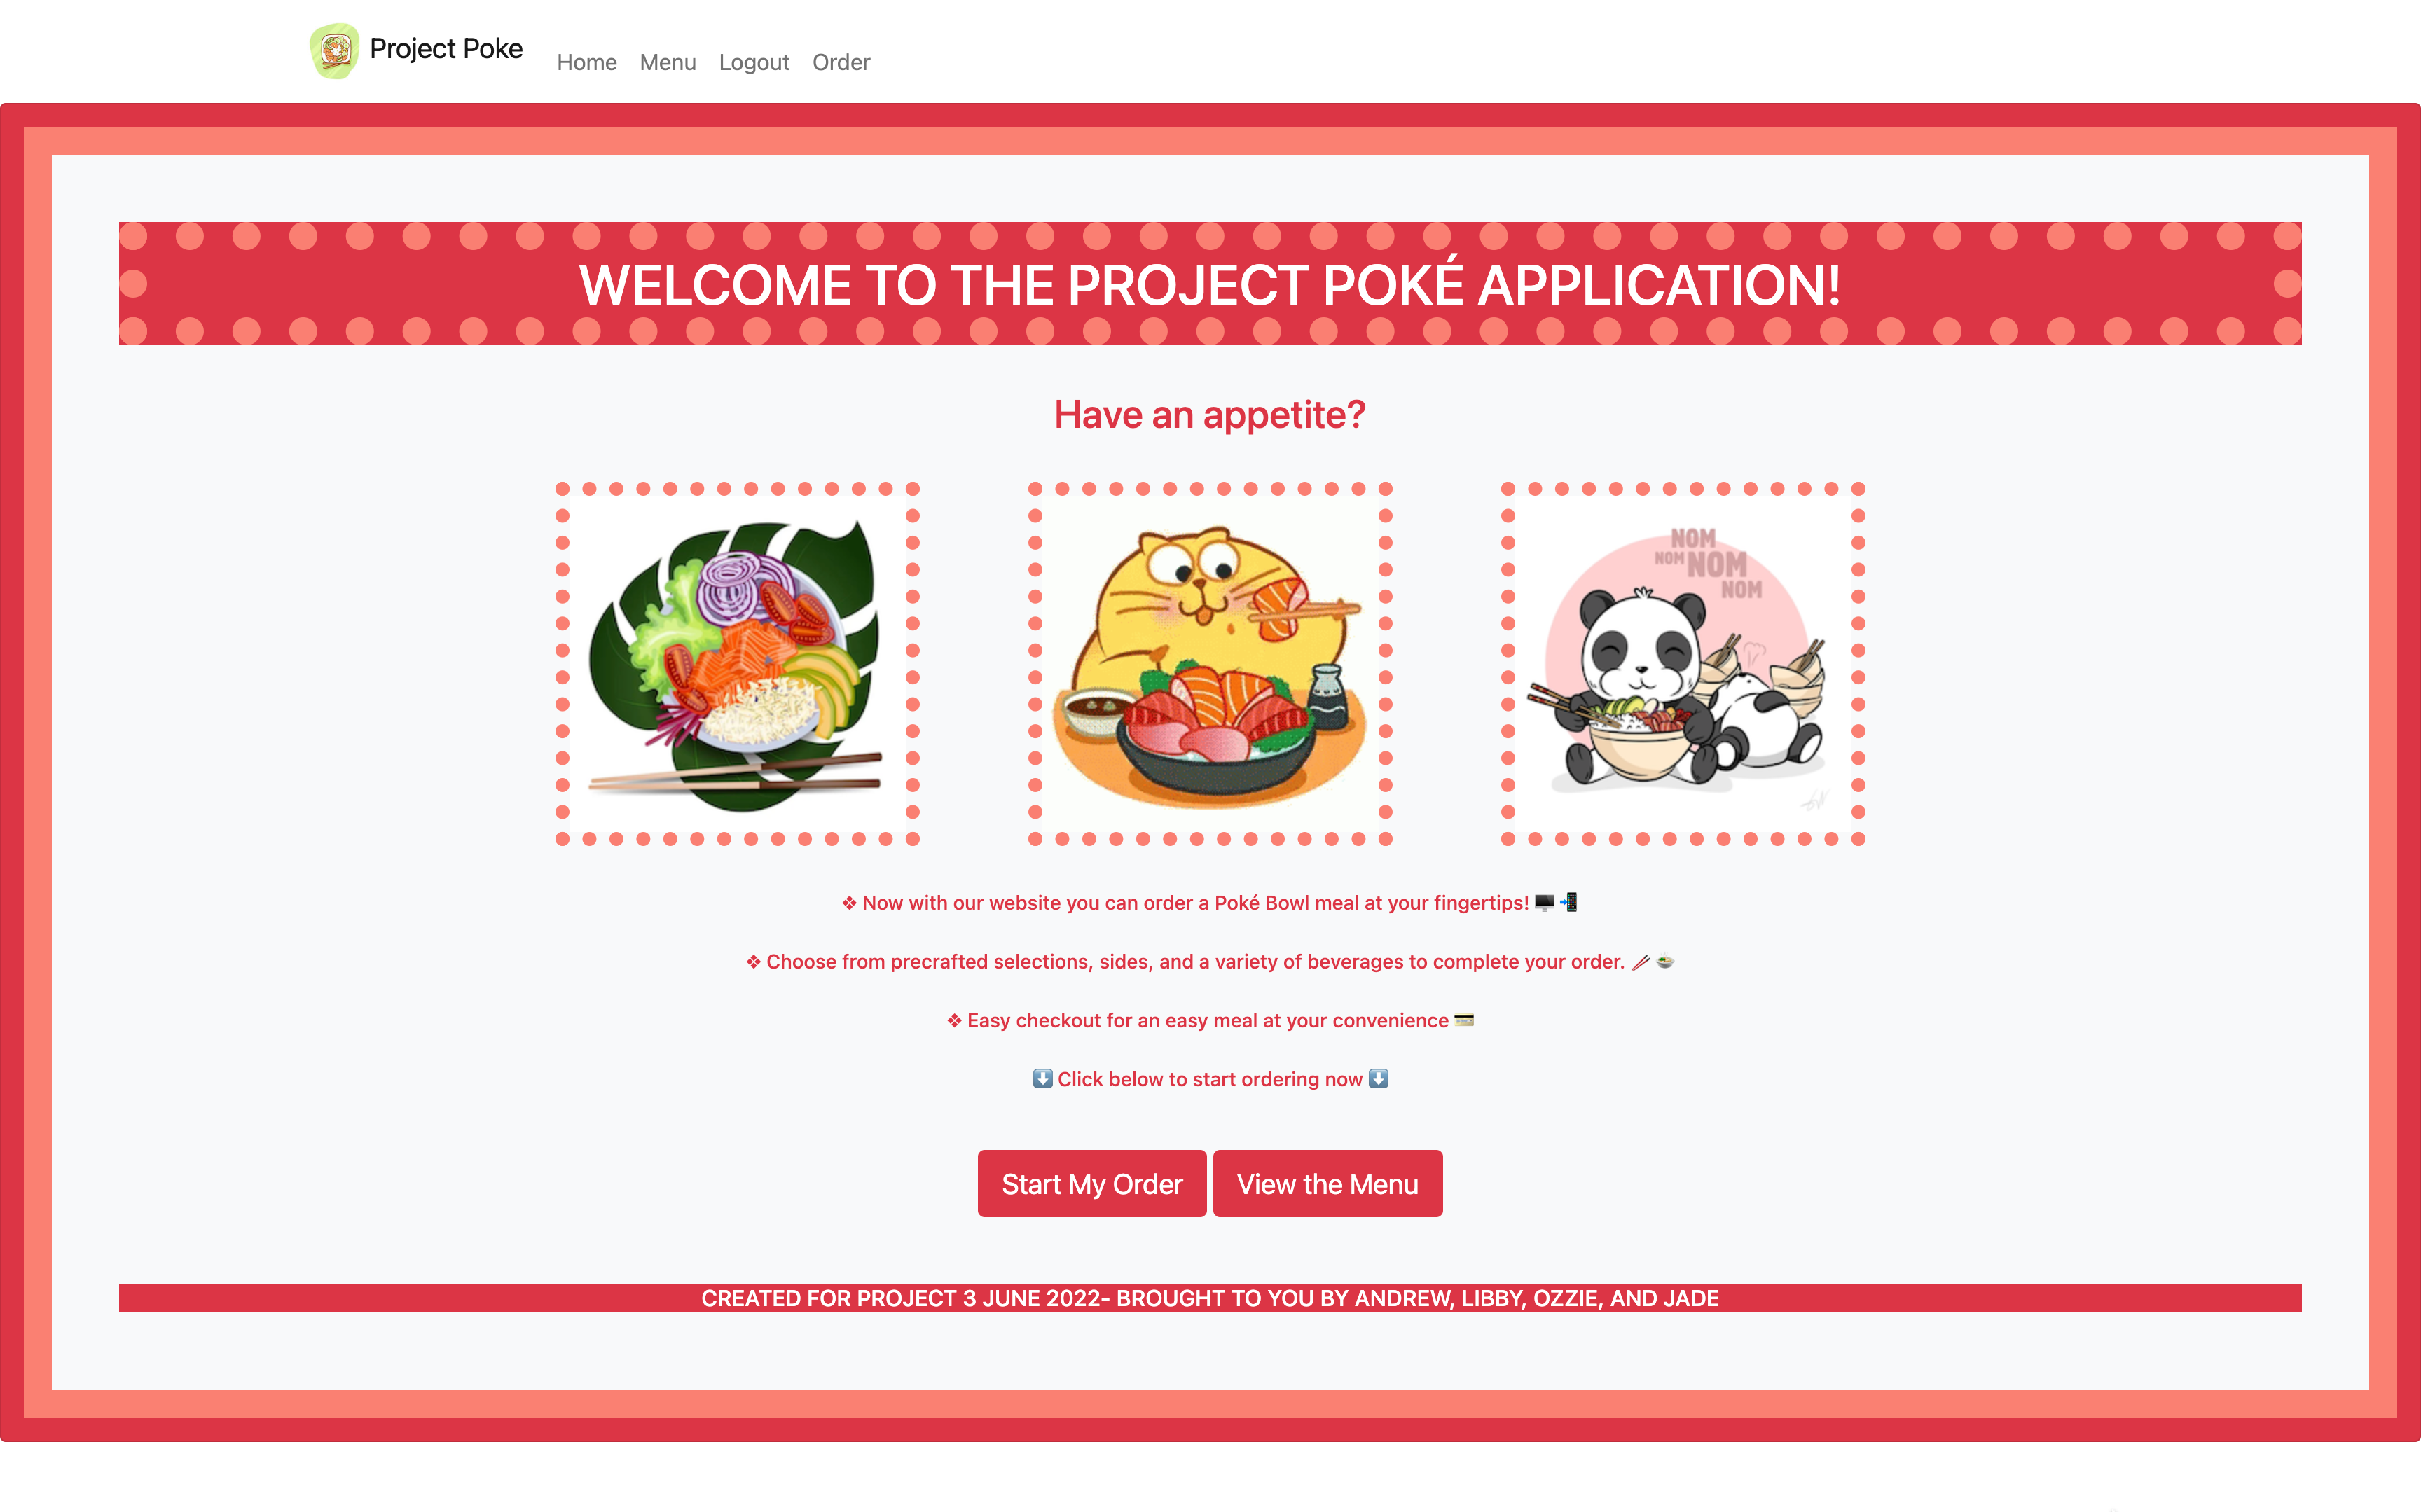 Project Poke
Home Menu Logout Order
WELCOME TO THE PROJECT POKÉ APPLICATION!
Have an appetite?
NOM
NOM NOM
NOM
❖ Now with our website you can order a Poké Bowl meal at your fingertips! 🖥️ 📲
❖ Choose from precrafted selections, sides, and a variety of beverages to complete your order. 🥢 🍲
❖ Easy checkout for an easy meal at your convenience 💳
⬇️ Click below to start ordering now ⬇️
Start My Order View the Menu
CREATED FOR PROJECT 3 JUNE 2022- BROUGHT TO YOU BY ANDREW, LIBBY, OZZIE, AND JADE